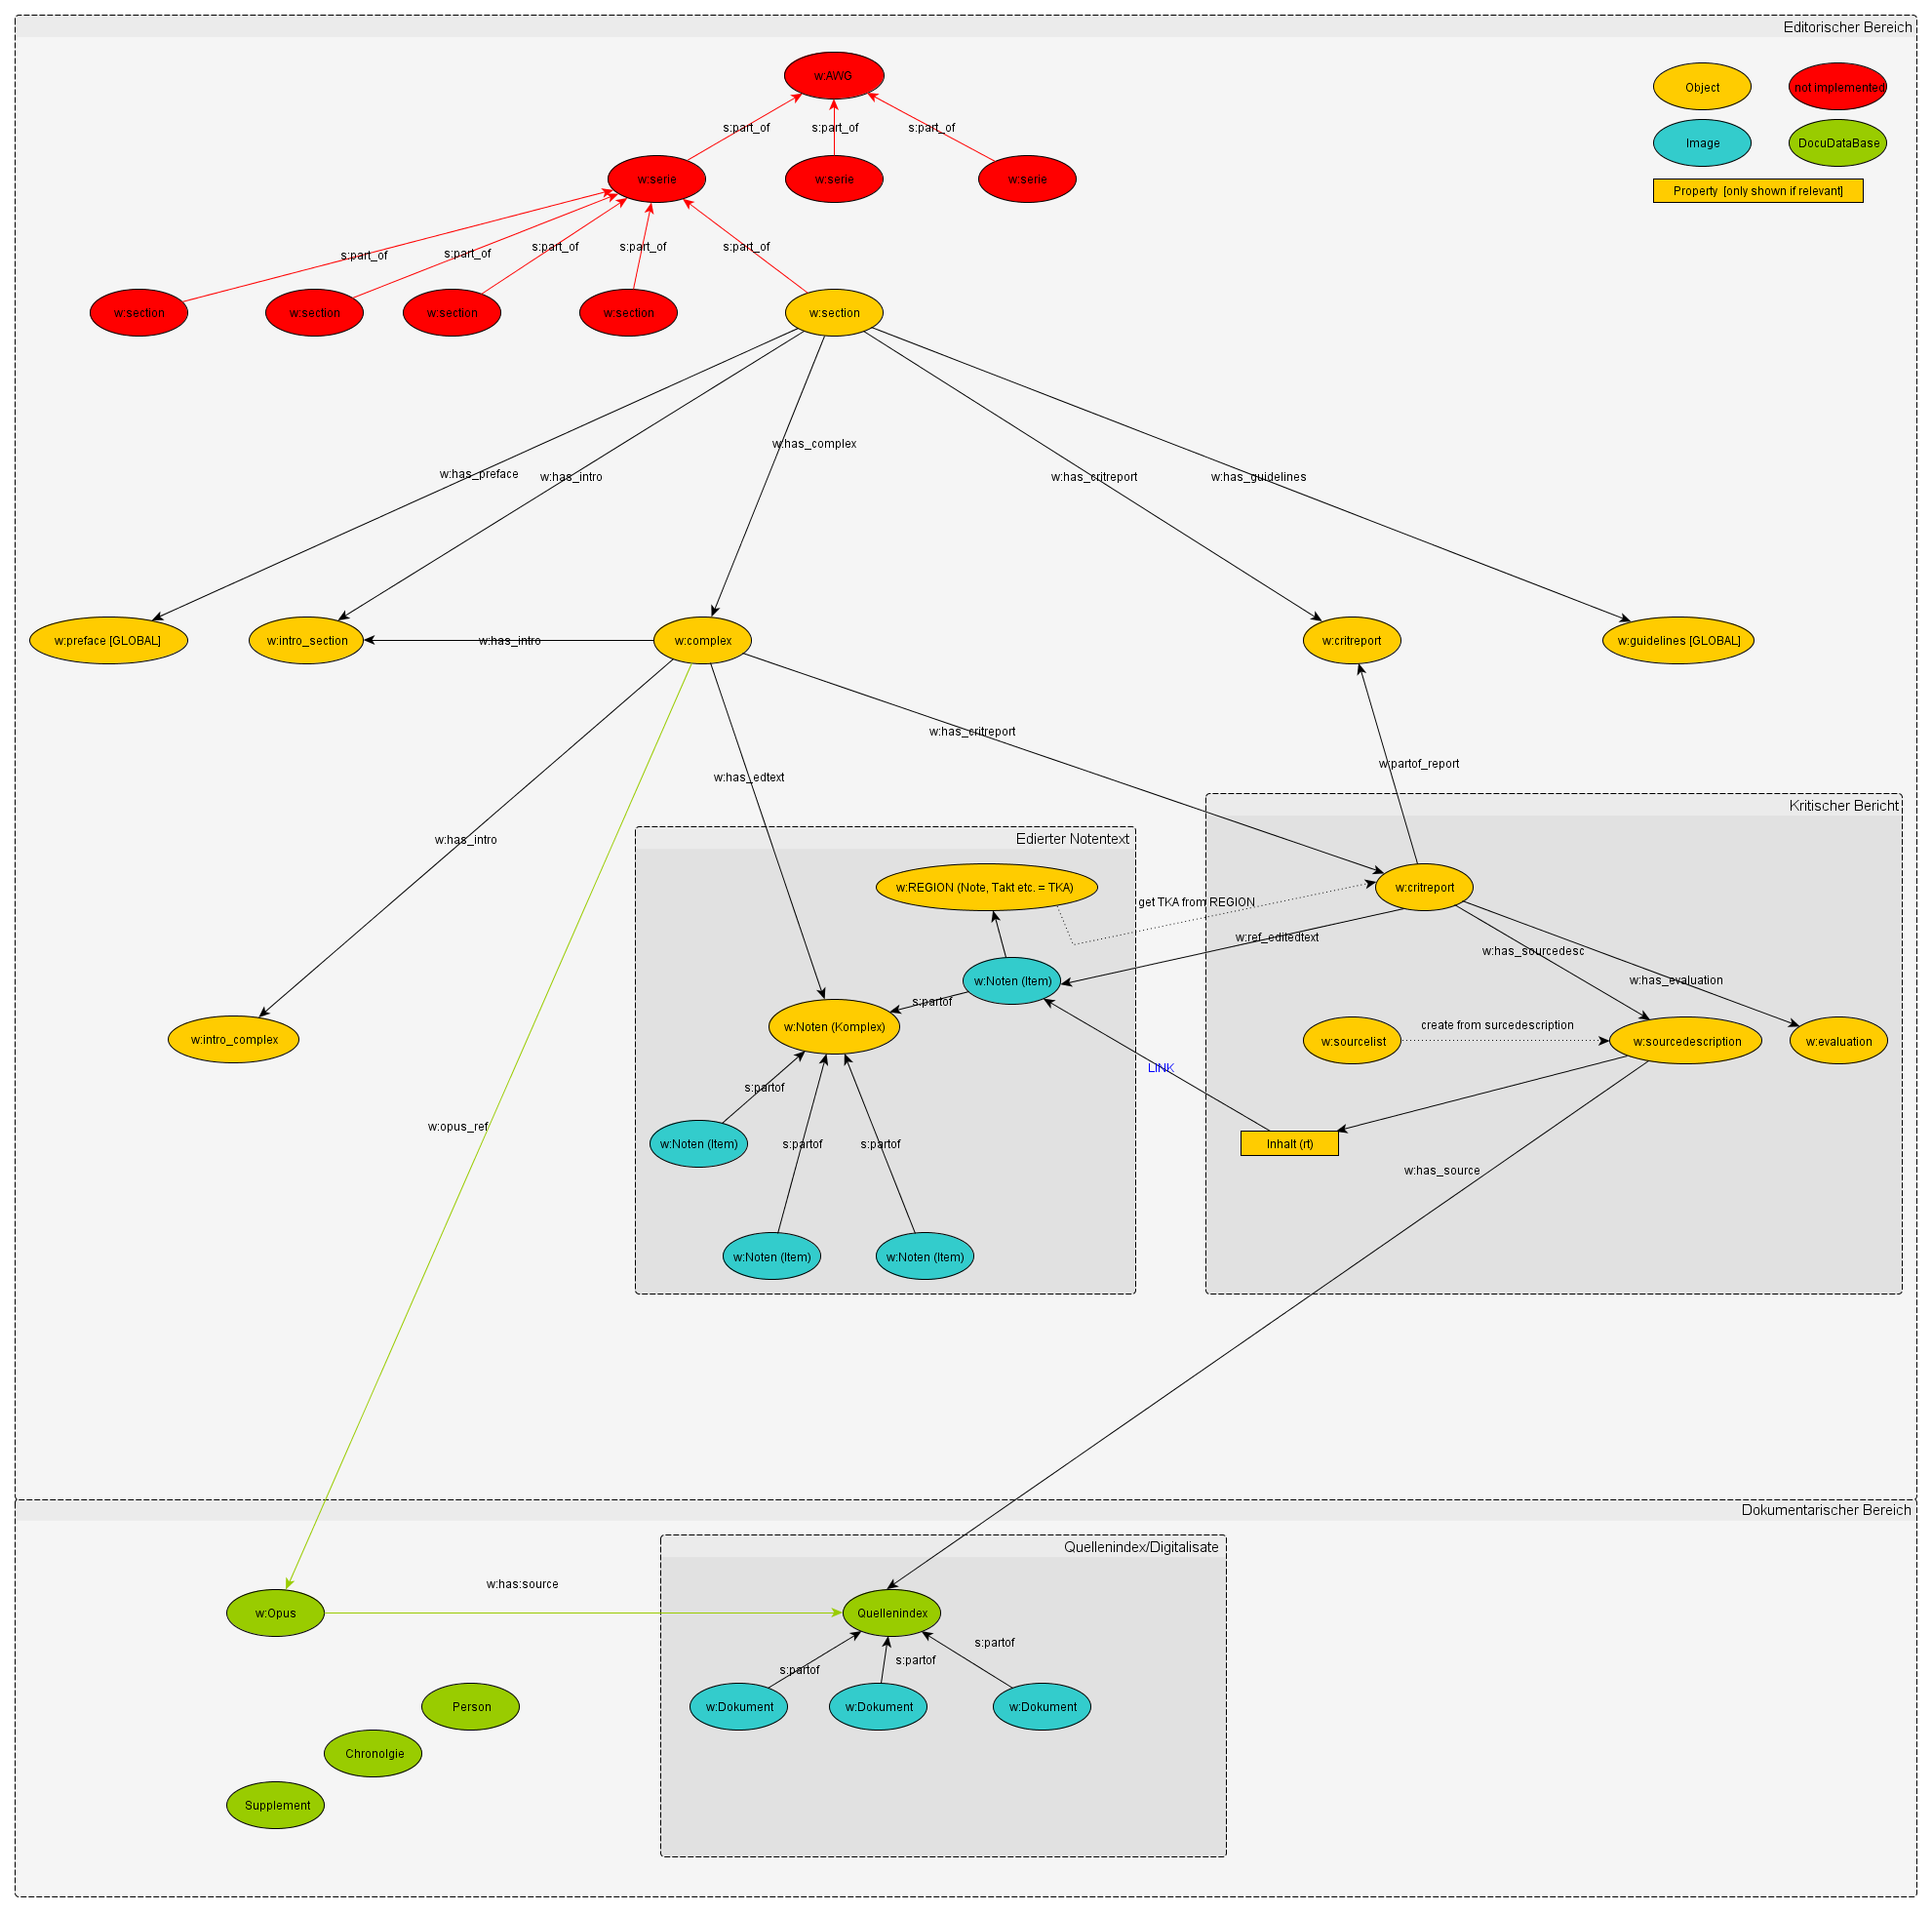 Editorischer Bereich
w:AWG
Object
not implemented
s:part_of
s:part_of
s:part_of
Image
DocuDataBase
w:serie
w:serie
w:serie
Property [only shown if relevant]
s:part_of
s:part_of
s:part_of
s:part_of
s:part_of
w:section
w:section
w:section
w:section
w:section
w:has_complex
w:has_preface
w:has_intro
w:has_critreport
w:has_guidelines
w:preface [GLOBAL]
w:intro_section
w:has_intro
w:complex
w:critreport
w:guidelines [GLOBAL]
w:has_critreport
w:has_edtext
w:partof_report
Kritischer Bericht
w:has_intro
Edierter Notentext
w:REGION (Note, Takt etc. = TKA)
w:critreport
get TKA from REGION
w:ref_editedtext
w:has_sourcedesc
w:has_evaluation
w:Noten (Item)
s:partof
w:Noten (Komplex)
create from surcedescription
w:intro_complex
w:sourcelist
w:sourcedescription
w:evaluation
LINK
s:partof
w:opus_ref
w:Noten (Item)
s:partof
s:partof
Inhalt (rt)
w:has_source
w:Noten (Item)
w:Noten (Item)
Dokumentarischer Bereich
Quellenindex/Digitalisate
w:has:source
w:Opus
Quellenindex
s:partof
s:partof
s:partof
Person
w:Dokument
w:Dokument
w:Dokument
Chronolgie
Supplement